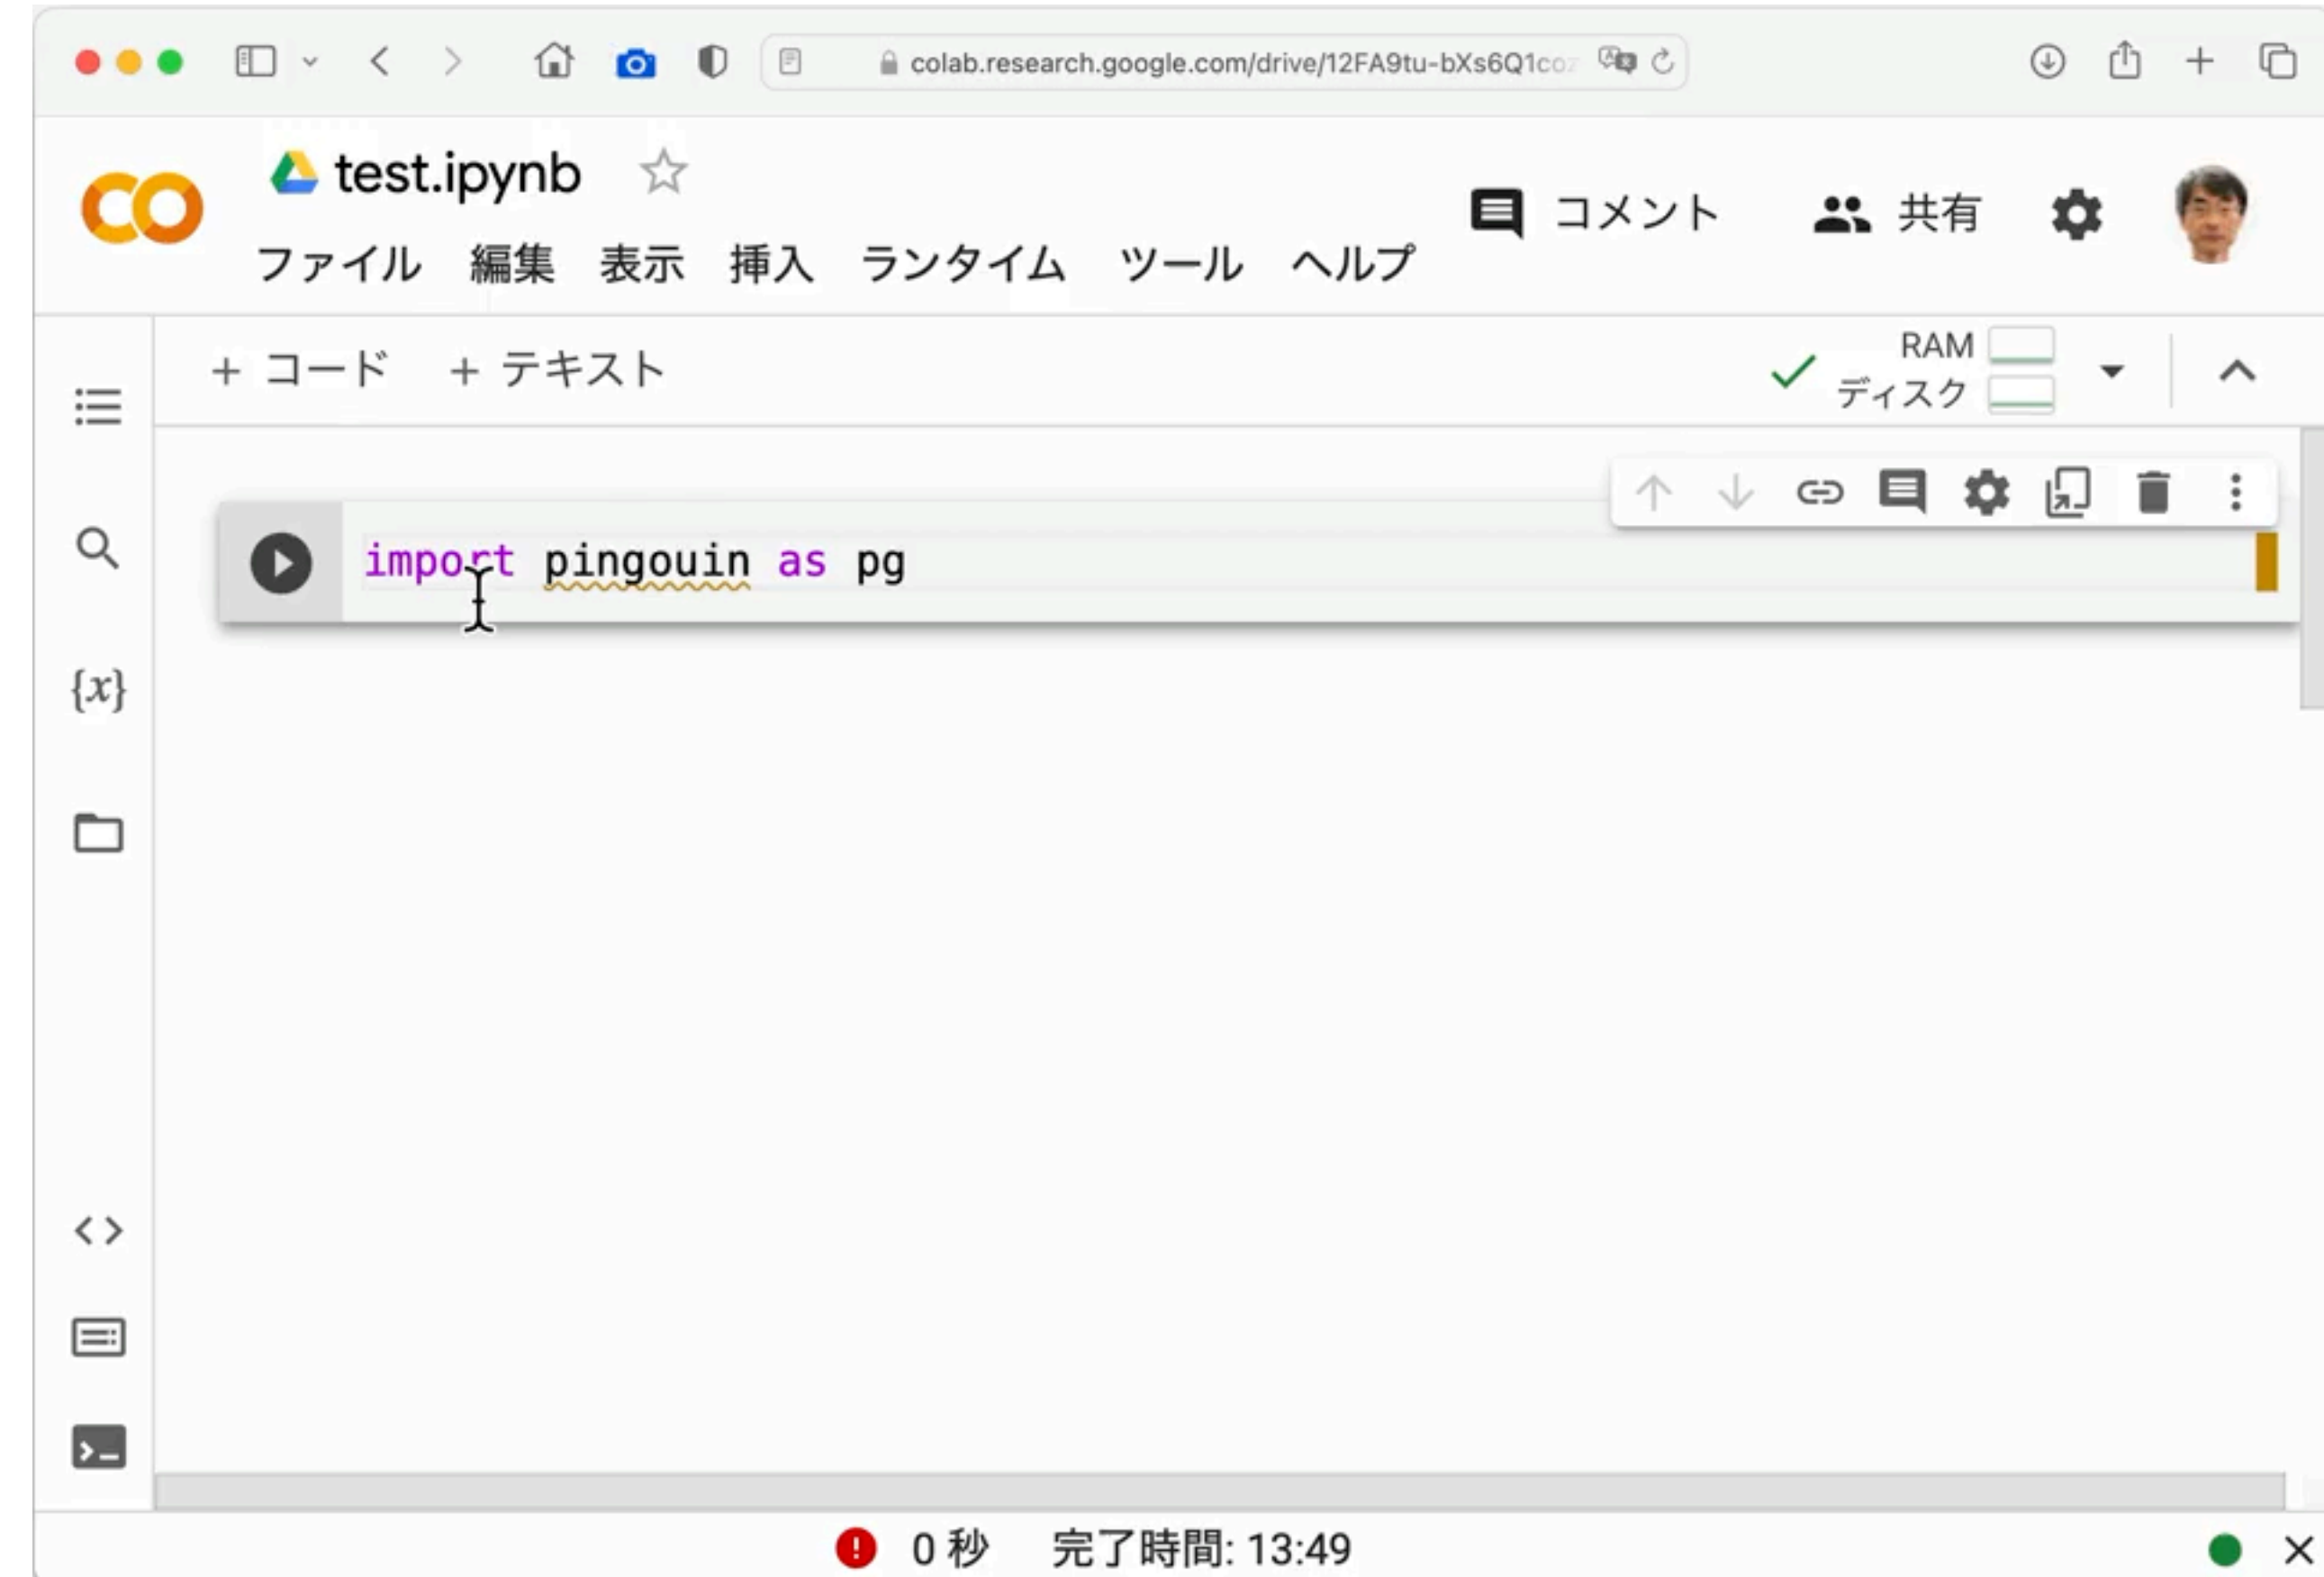 colab.research.google.com/drive/12FA9tu-bXs6Q1coz
test.ipynb
コメント 共有
ファイル 編集 表示 挿入 ランタイム ツール ヘルプ
+ コード + テキスト
RAM
ディスク
import pingouin as pg
{x}
0 秒 完了時間: 13:49